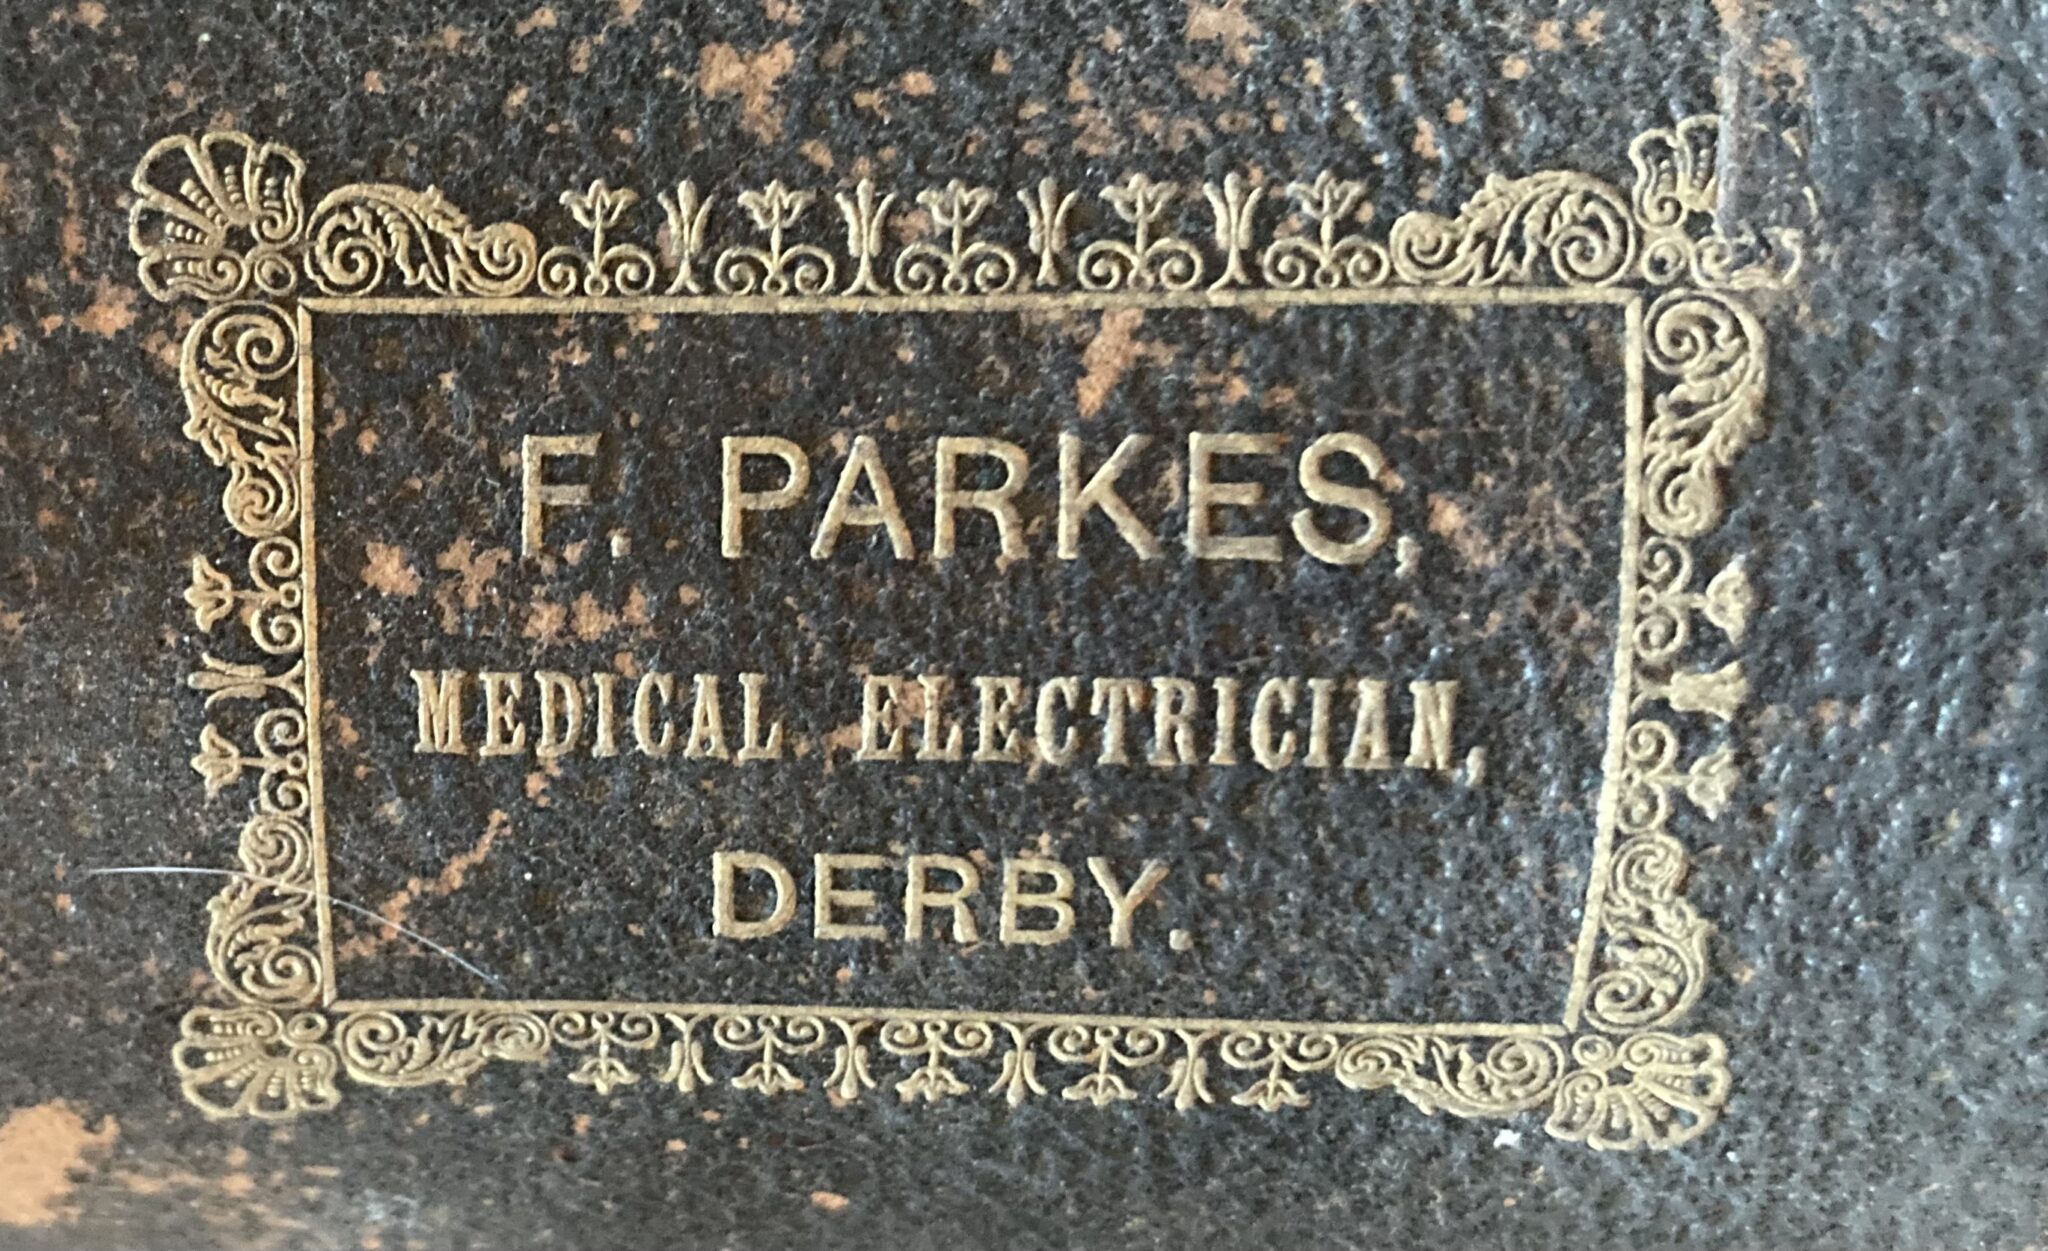 F. PARKES,
MEDICAL ELECTRICIAN,
DERBY.